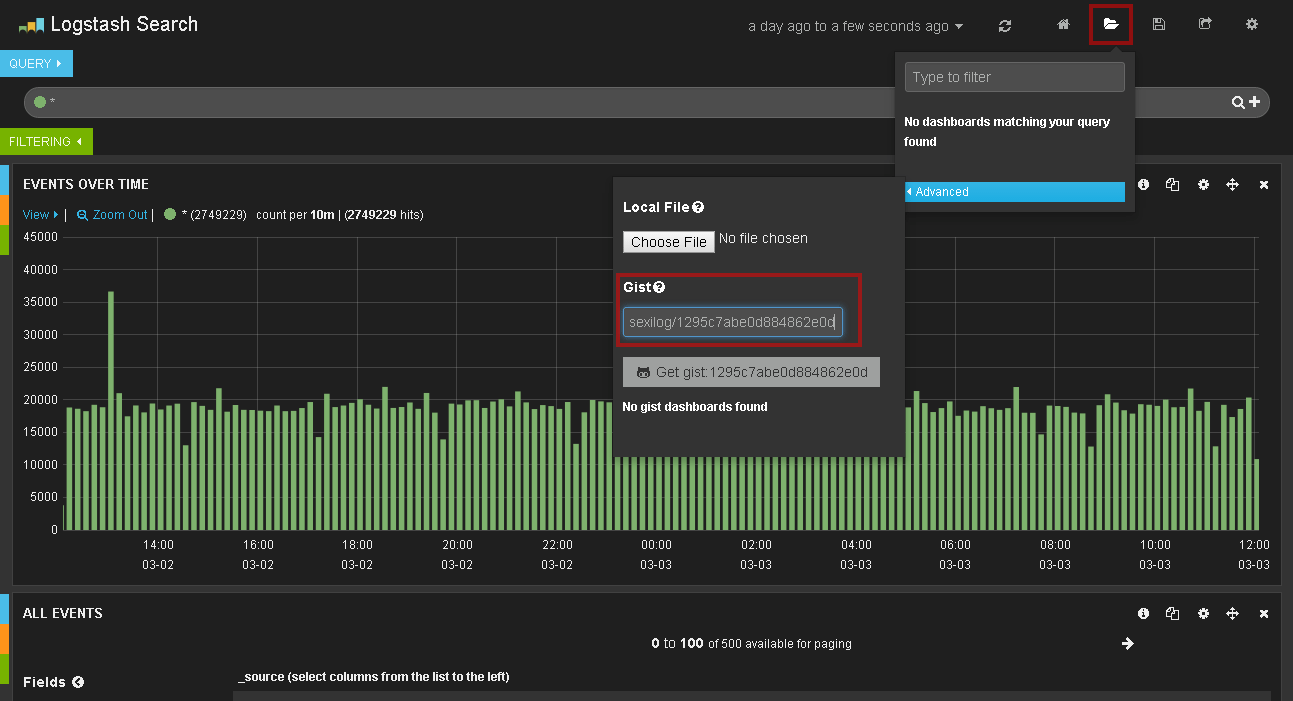 Logstash Search
a day ago to a few seconds ago
QUERY
Type to filter
*
No dashboards matching your query
found
FILTERING
Advanced
EVENTS OVER TIME
View | Zoom Out | * (2749229) count per 10m | (2749229 hits)
Local File
Choose File No file chosen
Gist
sexilog/1295c7abe0d884862e0d
Get gist:1295c7abe0d884862e0d
No gist dashboards found
45000
40000
35000
30000
25000
20000
15000
10000
5000
0
14:00 16:00 18:00 20:00 22:00 00:00 02:00 04:00 06:00 08:00 10:00 12:00
03-02 03-02 03-02 03-02 03-02 03-03 03-03 03-03 03-03 03-03 03-03 03-03
ALL EVENTS
0 to 100 of 500 available for paging
Fields
_source (select columns from the list to the left)